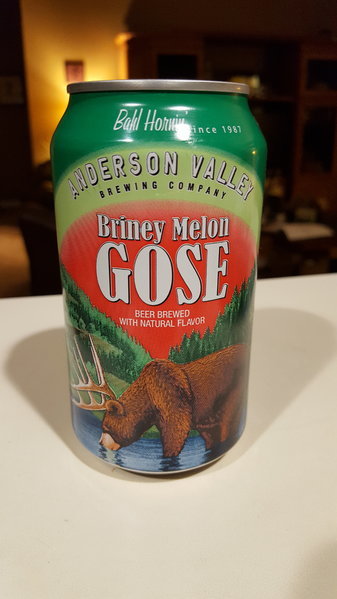 Bahl Hornin'
Since 1987
ANDERSON VALLEY
BREWING COMPANY
Briney Melon
GOSE
BEER BREWED
WITH NATURAL FLAVOR